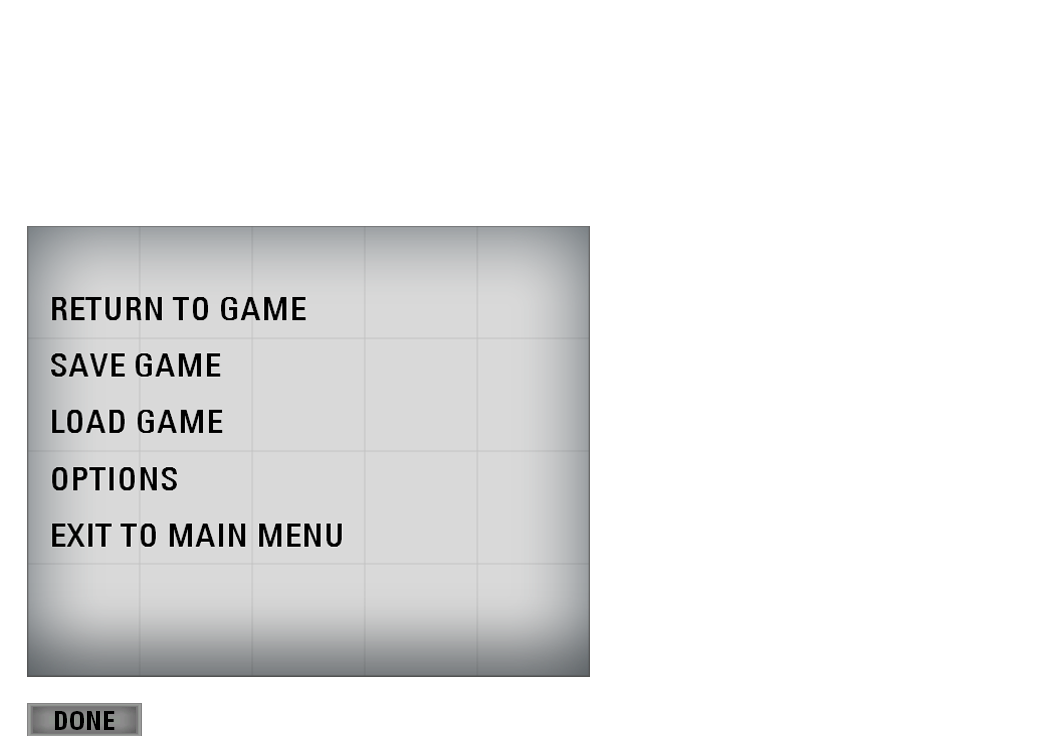 RETURN TO GAME
SAVE GAME
LOAD GAME
OPTIONS
EXIT TO MAIN MENU
DONE